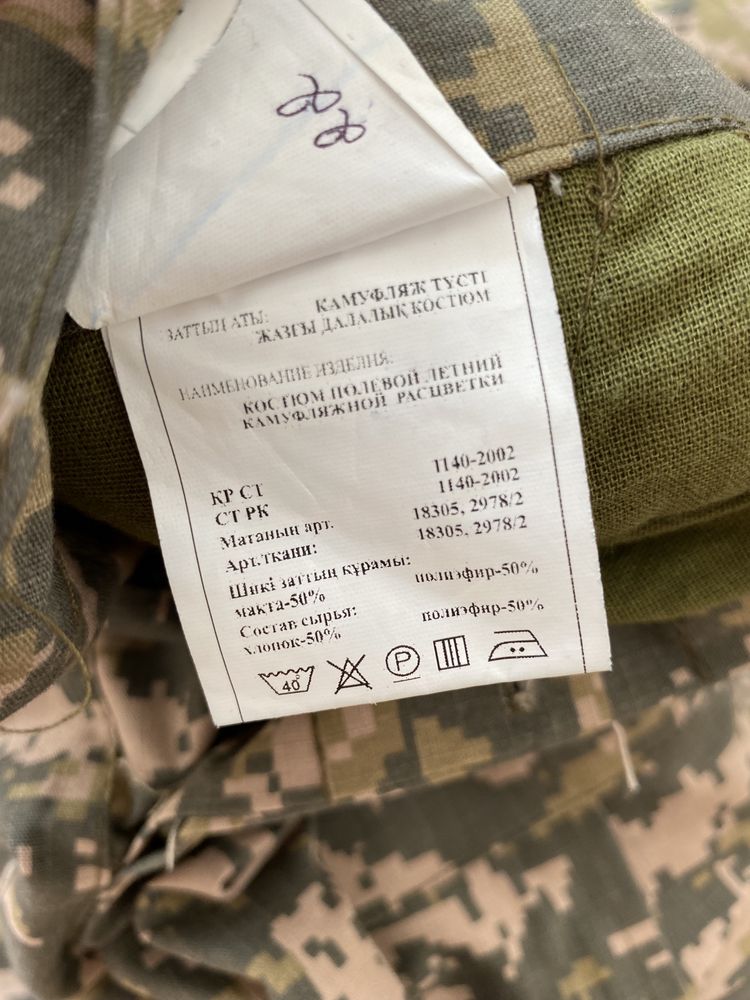 ЗАТТЫҢ АТЫ: КАМУФЛЯЖ ТҮСТІ
ЖАЗҒЫ ДАЛАЛЫҚ КОСТЮМ
НАИМЕНОВАНИЕ ИЗДЕЛИЯ:
КОСТЮМ ПОЛЕВОЙ ЛЕТНИЙ
КАМУФЛЯЖНОЙ РАСЦВЕТКИ
ҚР СТ 1140-2002
СТ РК 1140-2002
Матаның арт. 18305, 2978/2
Арт.ткани: 18305, 2978/2
Шикі заттың құрамы:
мақта-50% полиэфир-50%
Состав сырья:
хлопок-50% полиэфир-50%
40° P